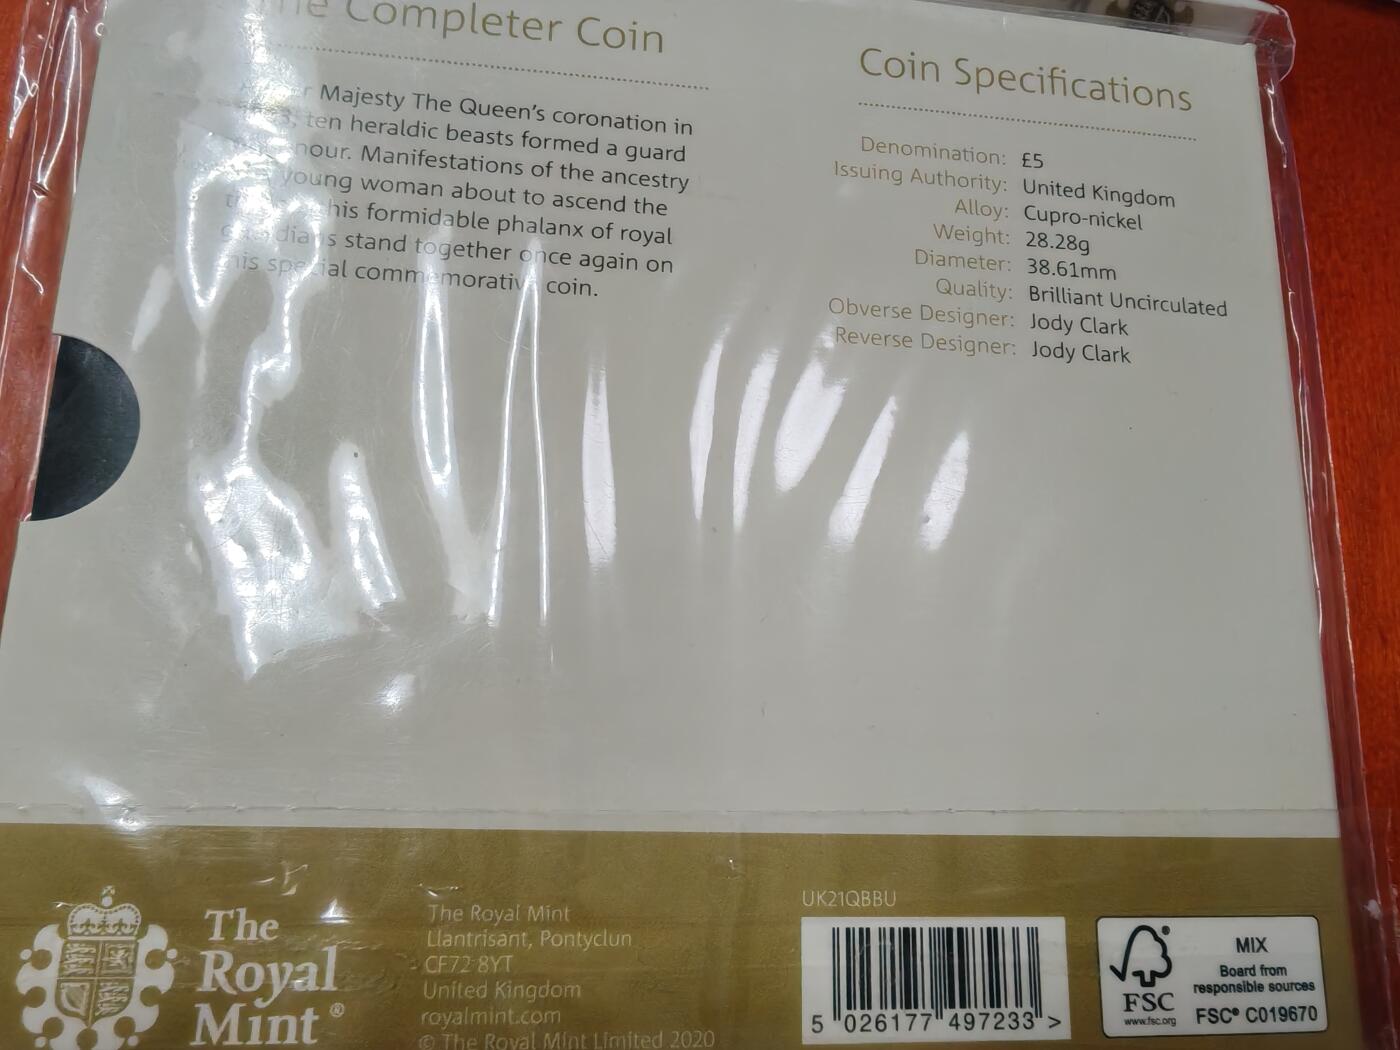 The Completer Coin
Majesty The Queen's coronation in
ten heraldic beasts formed a guard
honour. Manifestations of the ancestry
young woman about to ascend the
this formidable phalanx of royal
guardians stand together once again on
this special commemorative coin.
Coin Specifications
Denomination: £5
Issuing Authority: United Kingdom
Alloy: Cupro-nickel
Weight: 28.28g
Diameter: 38.61mm
Quality: Brilliant Uncirculated
Obverse Designer: Jody Clark
Reverse Designer: Jody Clark
The
Royal
Mint®
The Royal Mint
Llantrisant, Pontyclun
CF72 8YT
United Kingdom
royalmint.com
© The Royal Mint Limited 2020
UK21QBBU
5 026177 497233 >
FSC
www.fsc.org
MIX
Board from
responsible sources
FSC® C019670